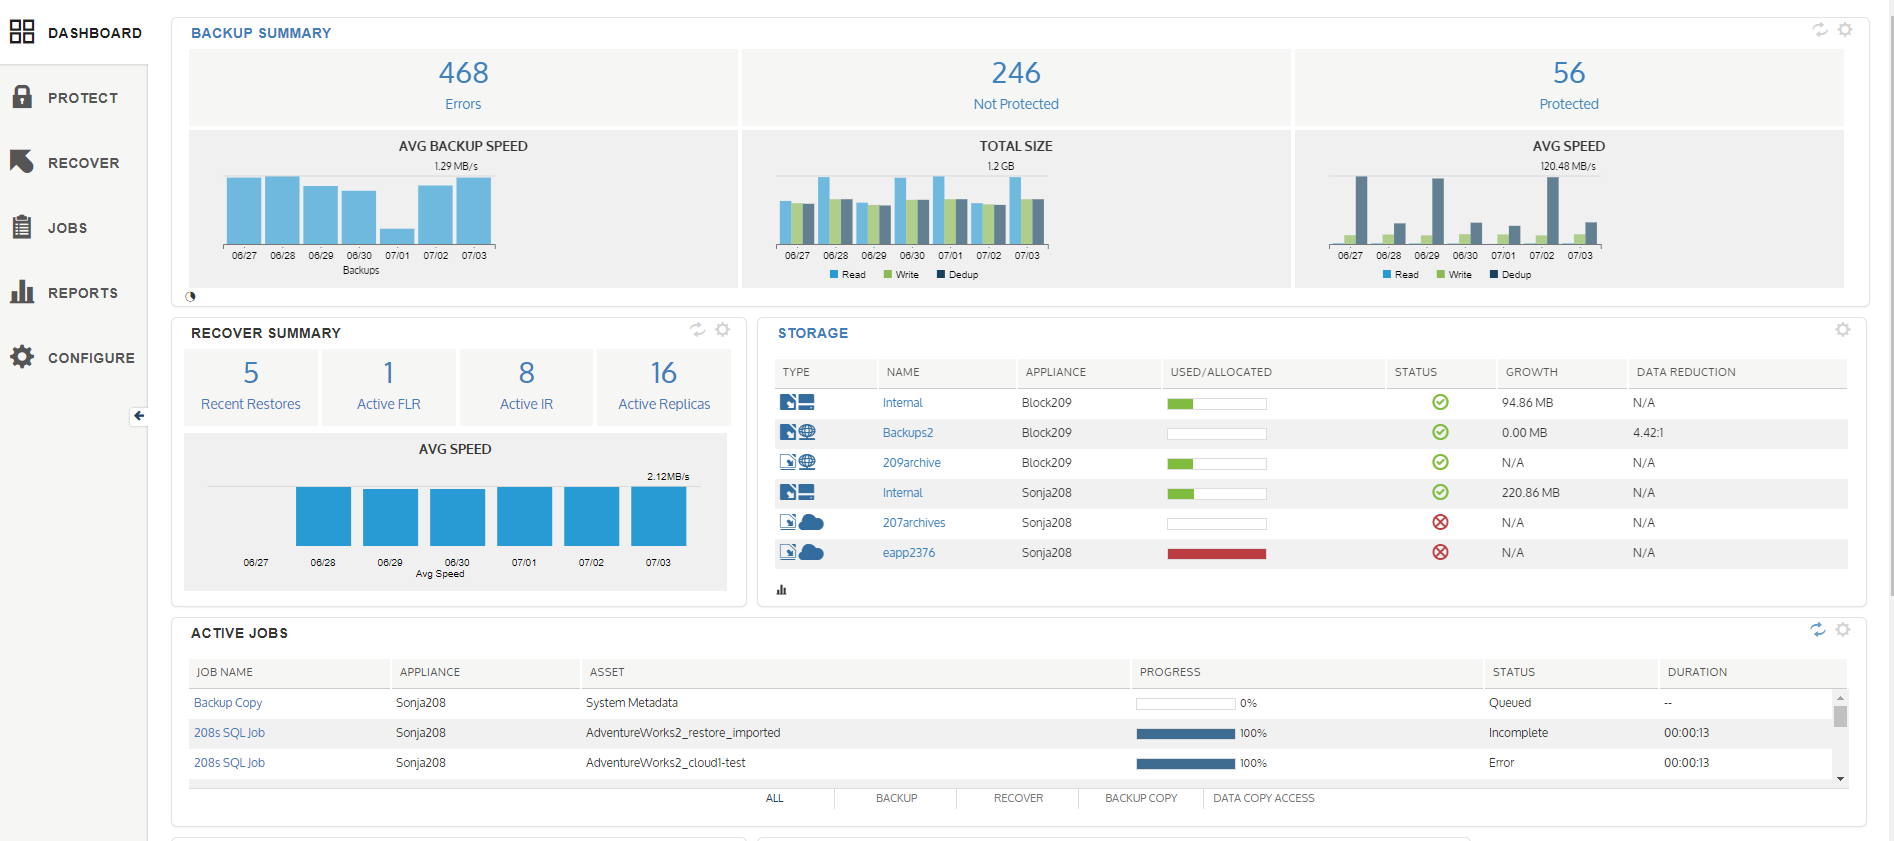 DASHBOARD
PROTECT
RECOVER
JOBS
REPORTS
CONFIGURE
BACKUP SUMMARY
468
Errors
246
Not Protected
56
Protected
AVG BACKUP SPEED
1.29 MB/s
06/27 06/28 06/29 06/30 07/01 07/02 07/03
Backups
TOTAL SIZE
1.2 GB
06/27 06/28 06/29 06/30 07/01 07/02 07/03
Read Write Dedup
AVG SPEED
120.48 MB/s
06/27 06/28 06/29 06/30 07/01 07/02 07/03
Read Write Dedup
RECOVER SUMMARY
5
Recent Restores
1
Active FLR
8
Active IR
16
Active Replicas
AVG SPEED
2.12MB/s
06/27 06/28 06/29 06/30 07/01 07/02 07/03
Avg Speed
STORAGE
TYPE NAME APPLIANCE USED/ALLOCATED STATUS GROWTH DATA REDUCTION
Internal Block209 94.86 MB N/A
Backups2 Block209 0.00 MB 4.42:1
209archive Block209 N/A N/A
Internal Sonja208 220.86 MB N/A
207archives Sonja208 N/A N/A
eapp2376 Sonja208 N/A N/A
ACTIVE JOBS
JOB NAME APPLIANCE ASSET PROGRESS STATUS DURATION
Backup Copy Sonja208 System Metadata 0% Queued --
208s SQL Job Sonja208 AdventureWorks2_restore_imported 100% Incomplete 00:00:13
208s SQL Job Sonja208 AdventureWorks2_cloud1-test 100% Error 00:00:13
ALL BACKUP RECOVER BACKUP COPY DATA COPY ACCESS